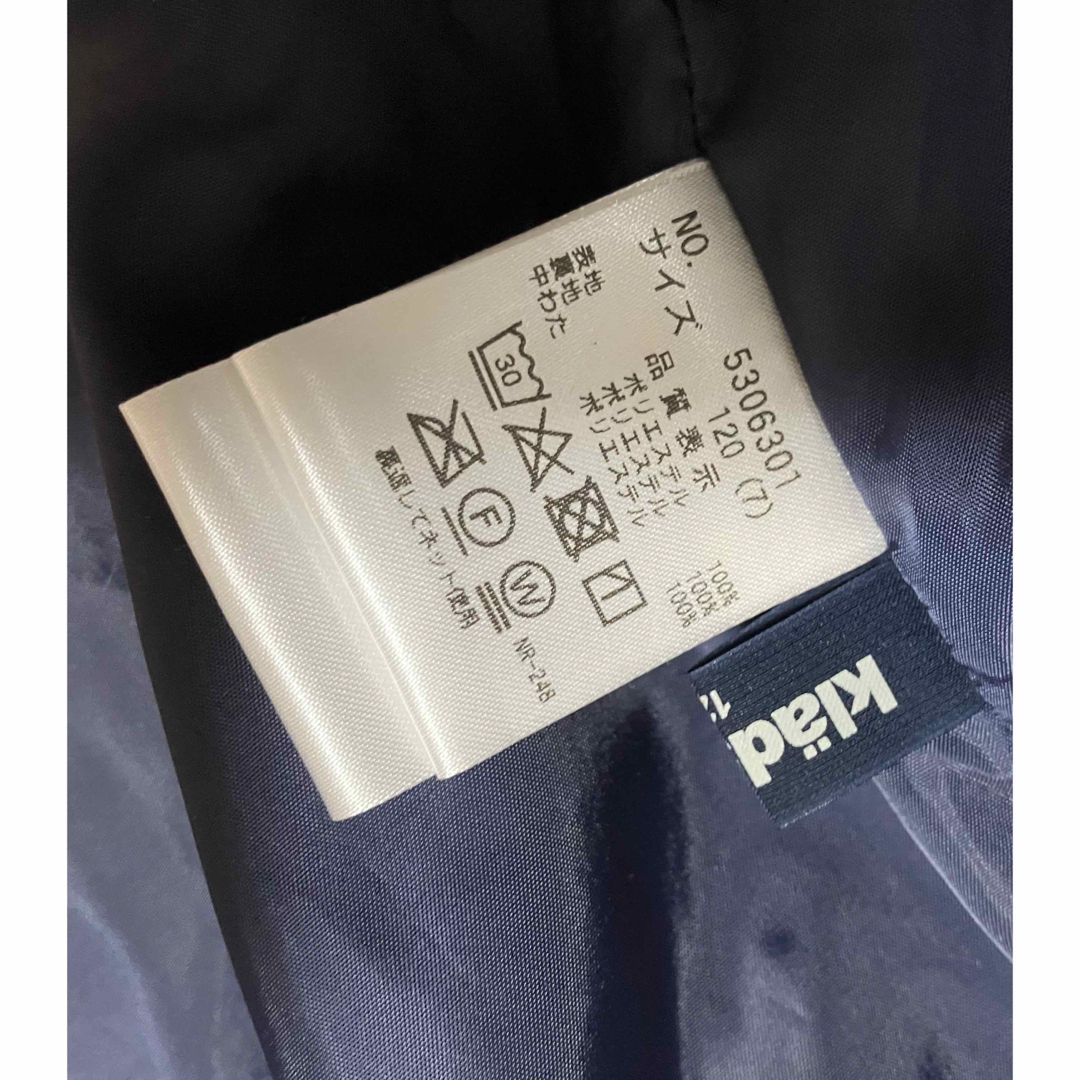 NO. 5306301
サイズ 120 (7)
品質表示
表地 ポリエステル 100%
裏地 ポリエステル 100%
中わた ポリエステル 100%
30
F
W
裏返してネット使用
NR-248
kläd
12